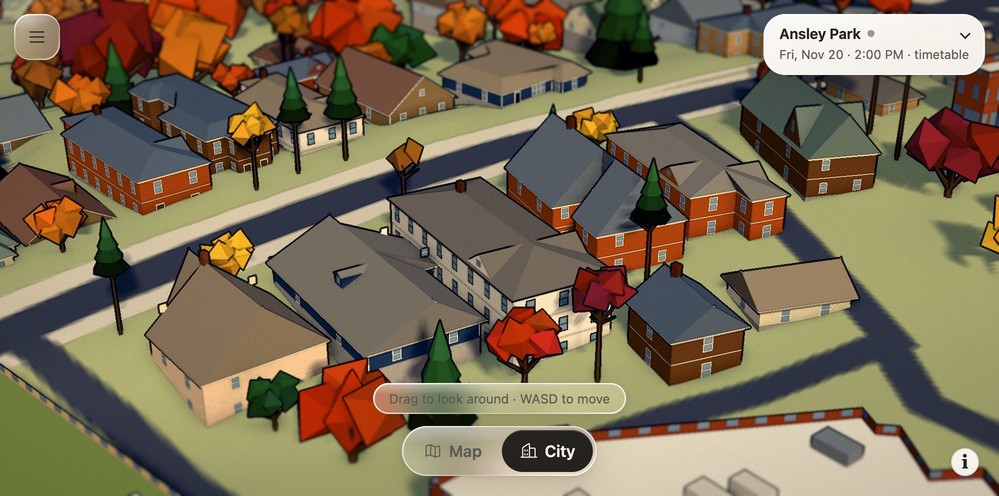 Ansley Park
Fri, Nov 20 · 2:00 PM · timetable
Drag to look around · WASD to move
Map
City
i